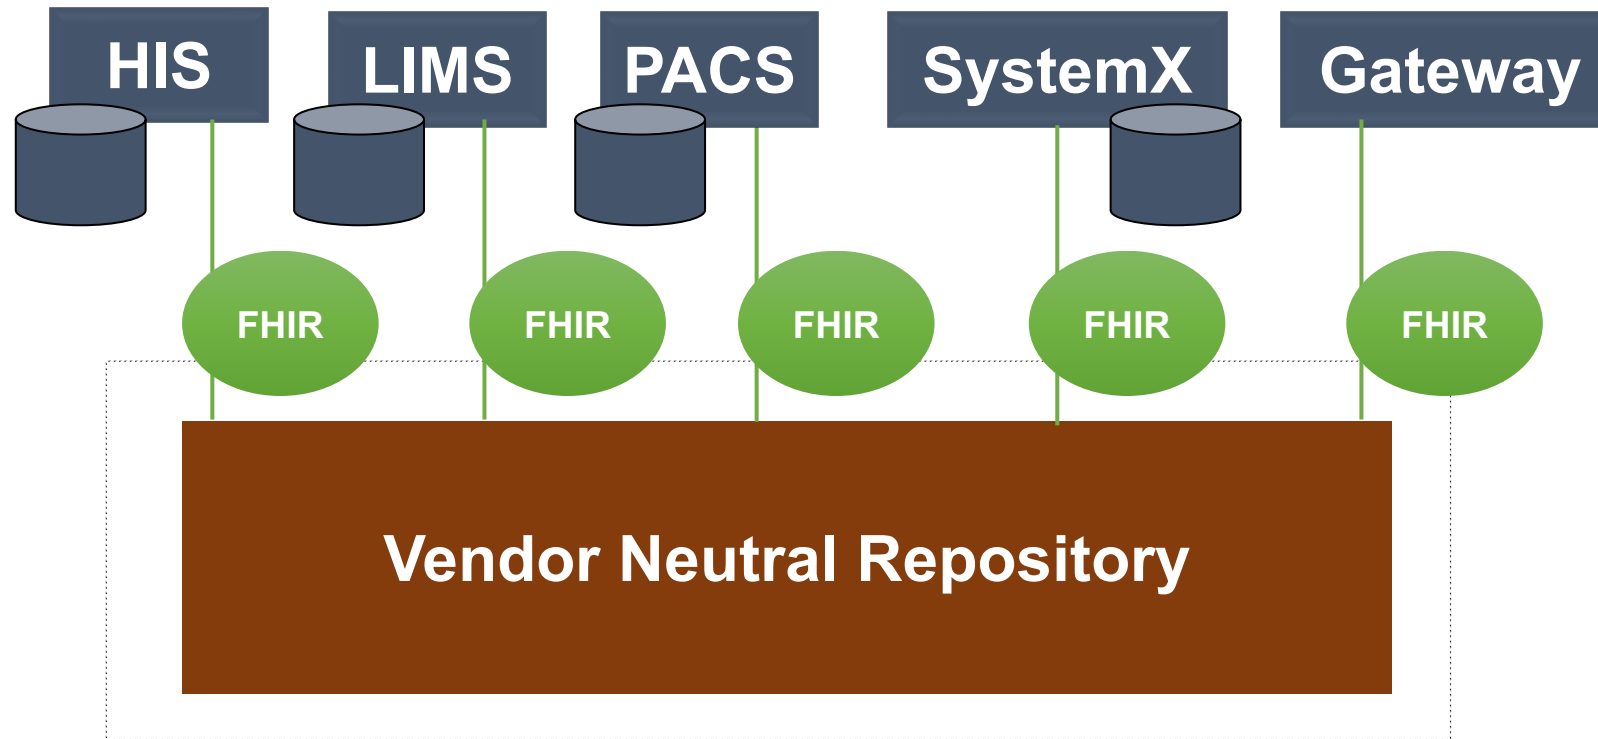 HIS
LIMS
PACS
SystemX
Gateway
FHIR
FHIR
FHIR
FHIR
FHIR
Vendor Neutral Repository